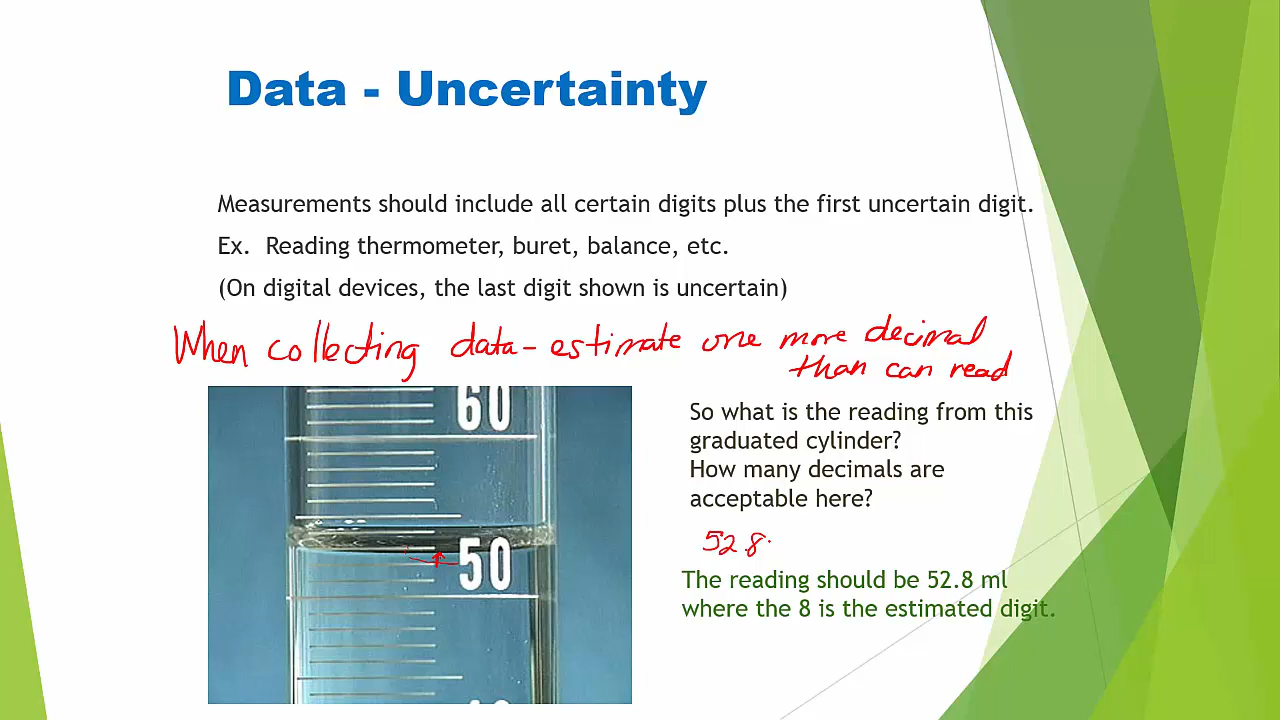 Data - Uncertainty
Measurements should include all certain digits plus the first uncertain digit.
Ex. Reading thermometer, buret, balance, etc.
(On digital devices, the last digit shown is uncertain)
When collecting data - estimate one more decimal
than can read
60
50
So what is the reading from this
graduated cylinder?
How many decimals are
acceptable here?
52.8
The reading should be 52.8 ml
where the 8 is the estimated digit.